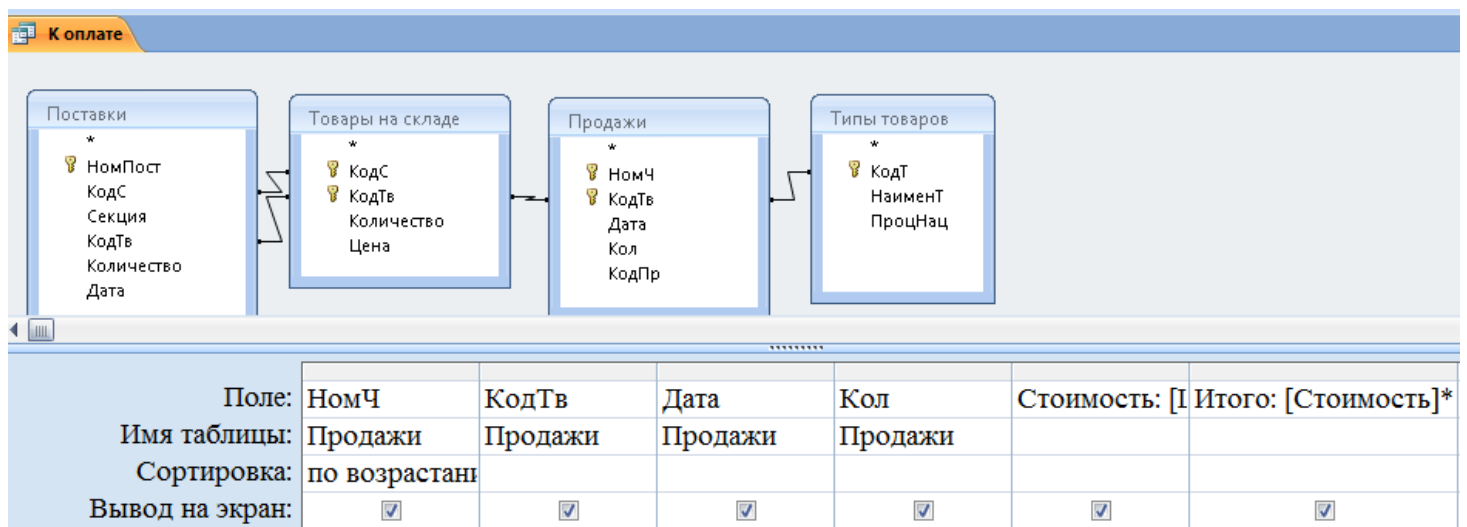 К оплате
Поставки
*
НомПост
КодС
Секция
КодТв
Количество
Дата
Товары на складе
*
КодС
КодТв
Количество
Цена
Продажи
*
НомЧ
КодТв
Дата
Кол
КодПр
Типы товаров
*
КодТ
НаименТ
ПроцНац
Поле: НомЧ КодТв Дата Кол Стоимость: [ Итого: [Стоимость]*
Имя таблицы: Продажи Продажи Продажи Продажи
Сортировка: по возрастани
Вывод на экран: